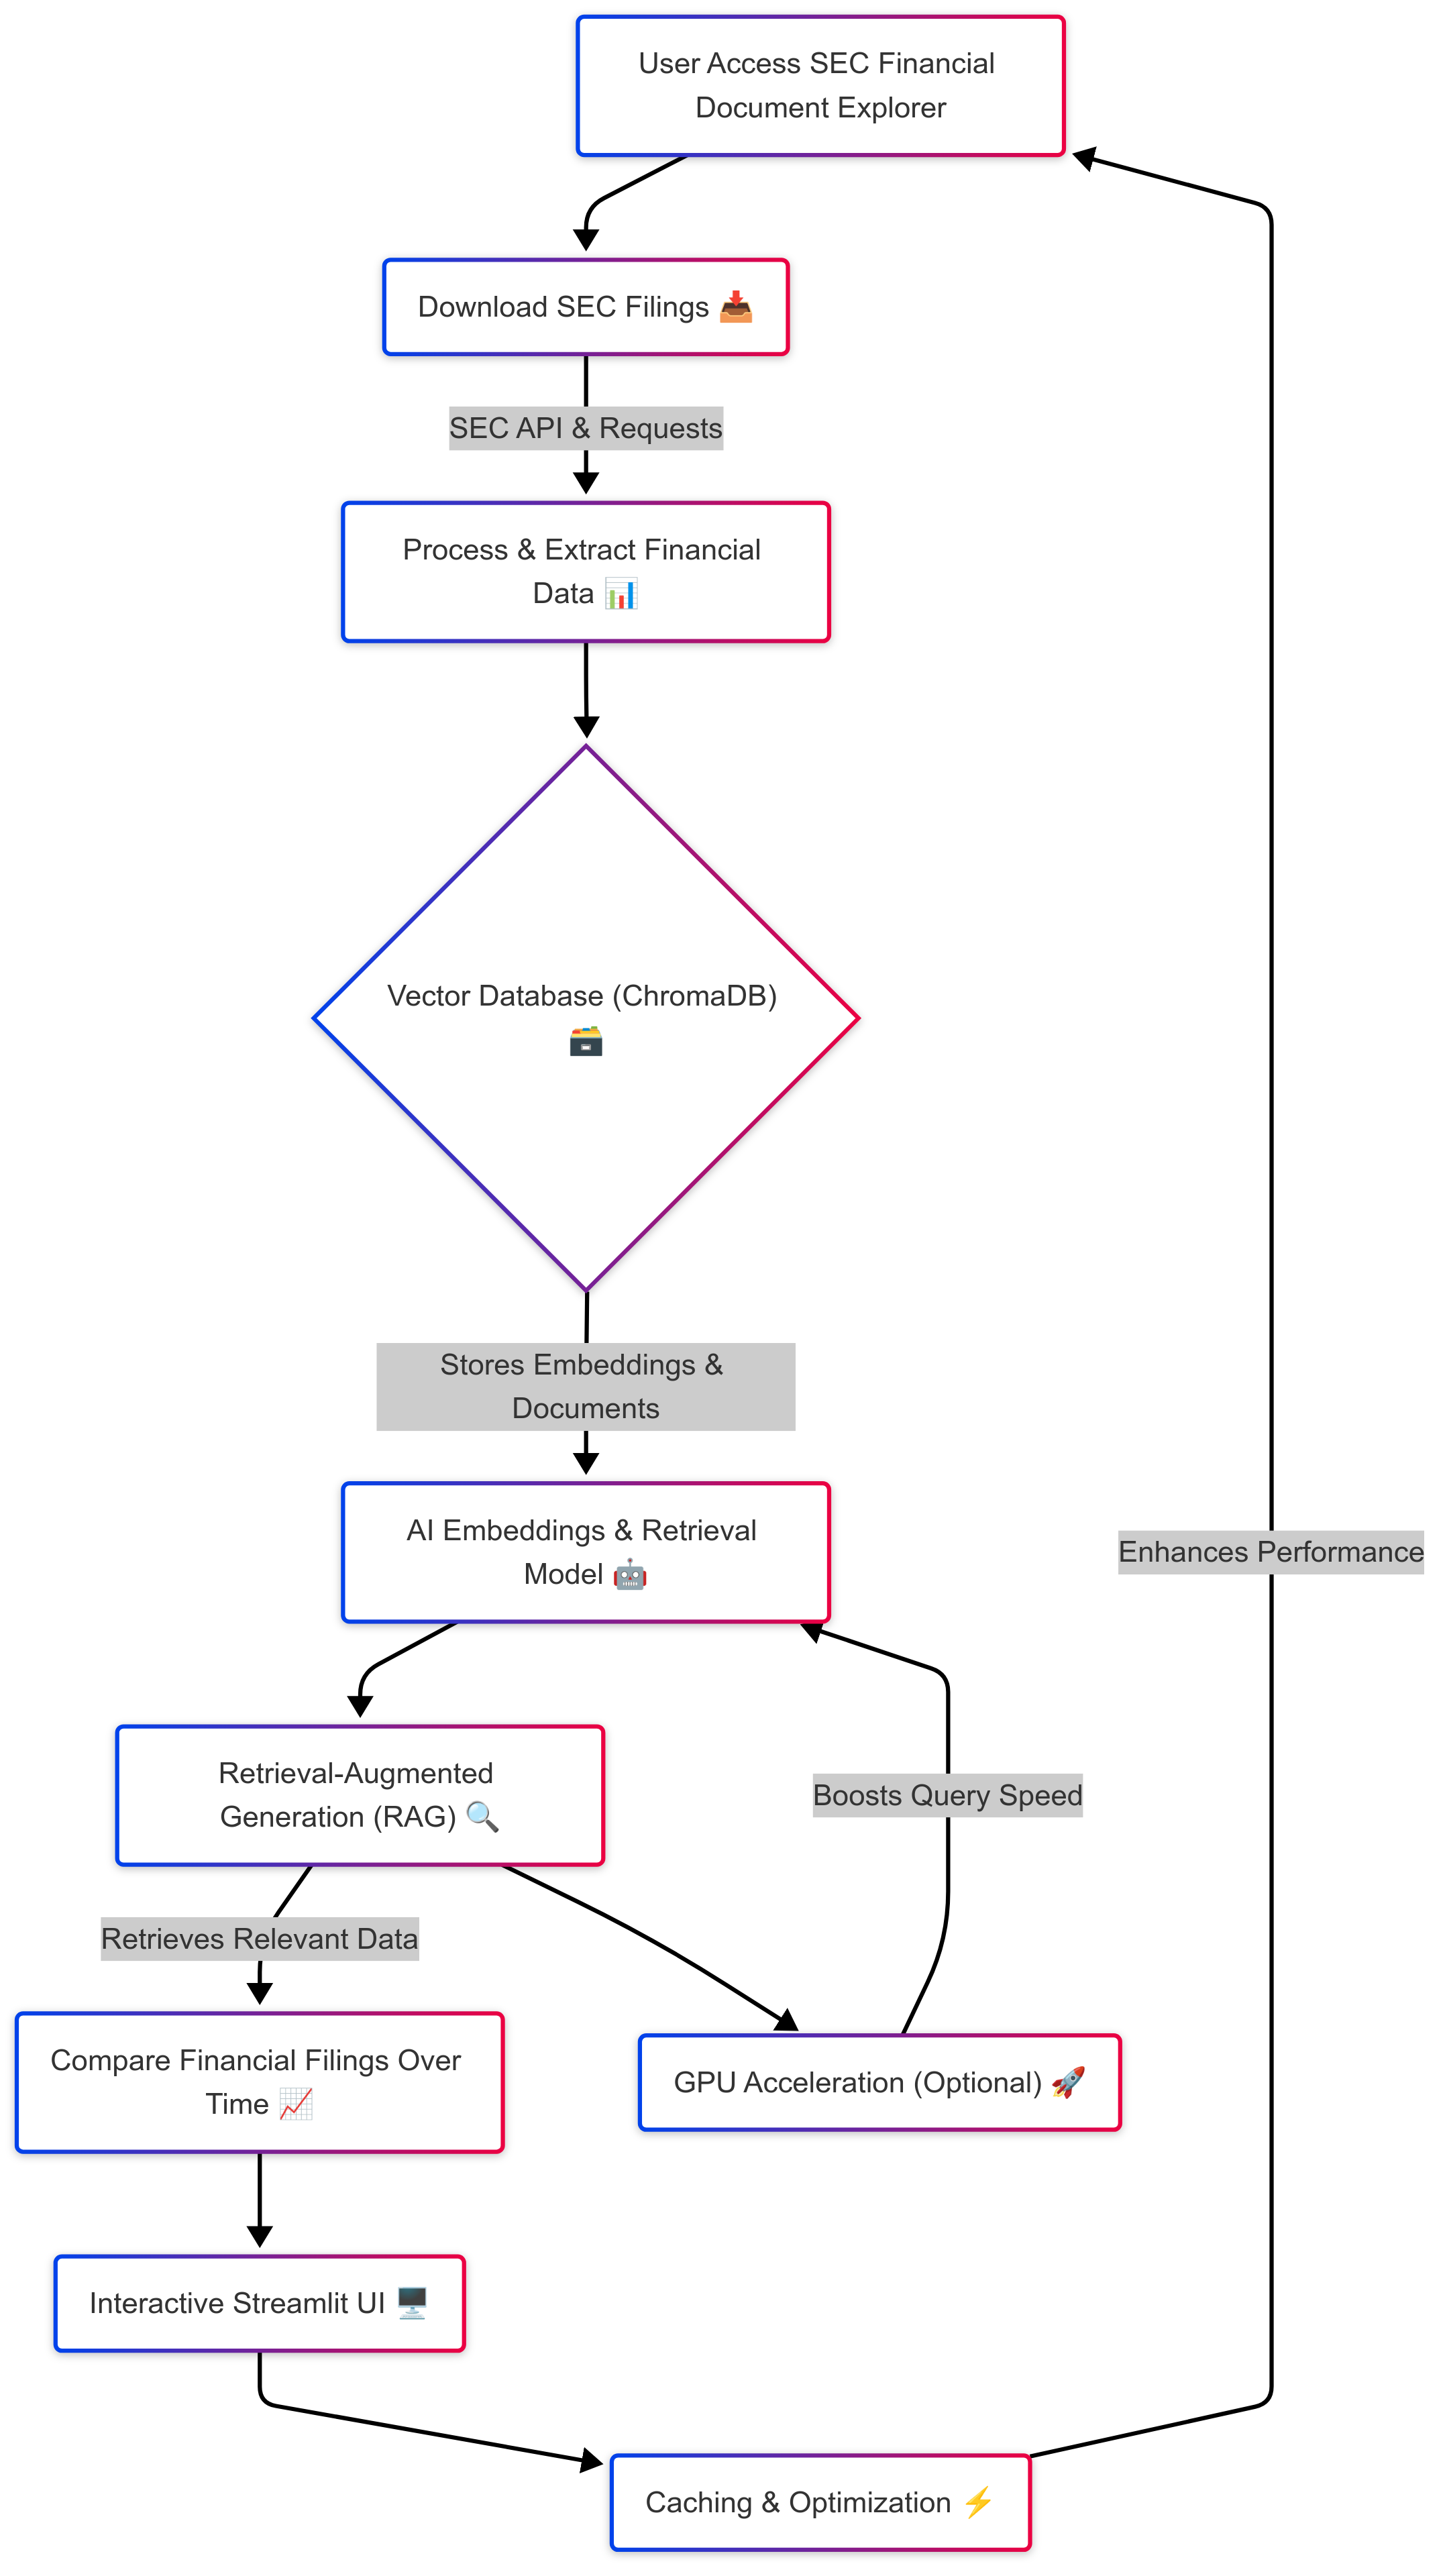 User Access SEC Financial
Document Explorer
Download SEC Filings 📥
SEC API & Requests
Process & Extract Financial
Data 📊
Vector Database (ChromaDB)
🗃️
Stores Embeddings &
Documents
AI Embeddings & Retrieval
Model 🤖
Enhances Performance
Retrieval-Augmented
Generation (RAG) 🔍
Boosts Query Speed
Retrieves Relevant Data
Compare Financial Filings Over
Time 📈
GPU Acceleration (Optional) 🚀
Interactive Streamlit UI 🖥️
Caching & Optimization ⚡